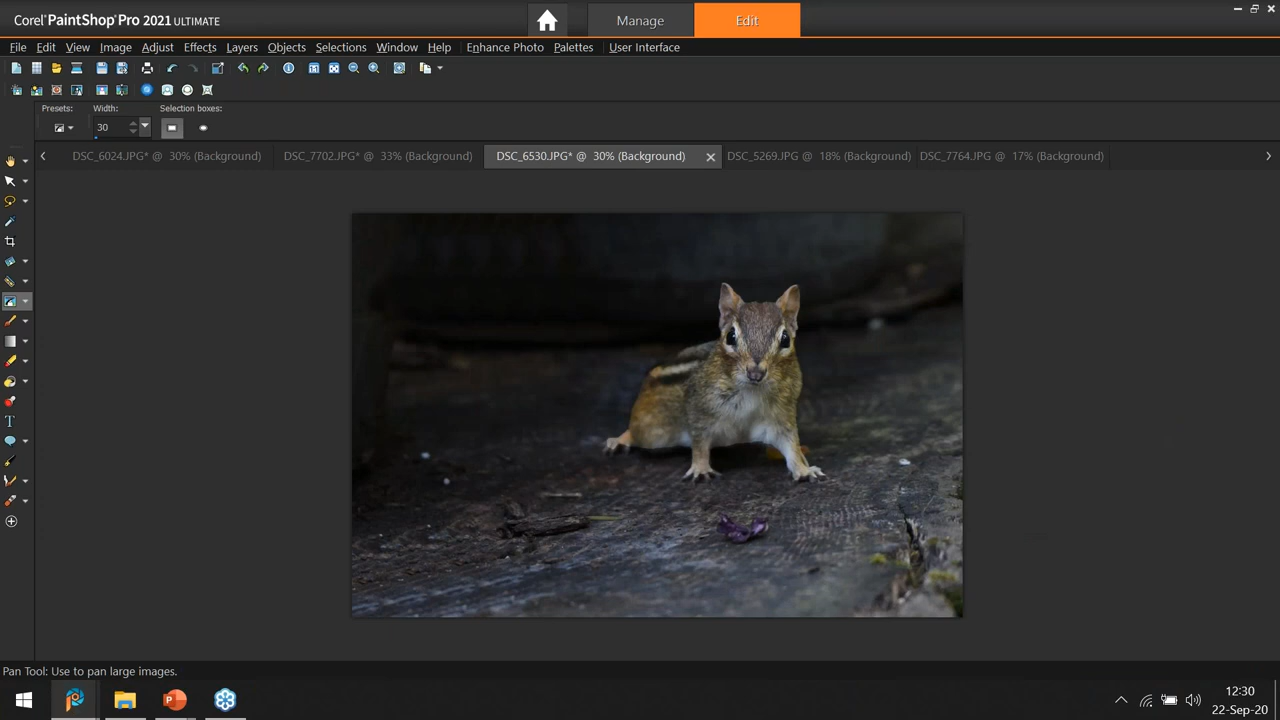 Corel PaintShop Pro 2021 ULTIMATE
Manage
Edit
File Edit View Image Adjust Effects Layers Objects Selections Window Help Enhance Photo Palettes User Interface
Presets: Width: Selection boxes:
30
DSC_6024.JPG* @ 30% (Background) DSC_7702.JPG* @ 33% (Background) DSC_6530.JPG* @ 30% (Background) DSC_5269.JPG @ 18% (Background) DSC_7764.JPG @ 17% (Background)
Pan Tool: Use to pan large images.
12:30
22-Sep-20